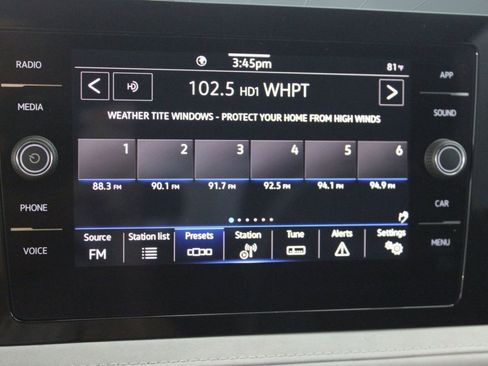 RADIO
MEDIA
PHONE
VOICE
3:45pm
81°F
HD 102.5 HD1 WHPT
WEATHER TITE WINDOWS - PROTECT YOUR HOME FROM HIGH WINDS
1 2 3 4 5 6
88.3 FM 90.1 FM 91.7 FM 92.5 FM 94.1 FM 94.9 FM
Source Station list Presets Station Tune Alerts Settings
FM
APP
SOUND
CAR
MENU